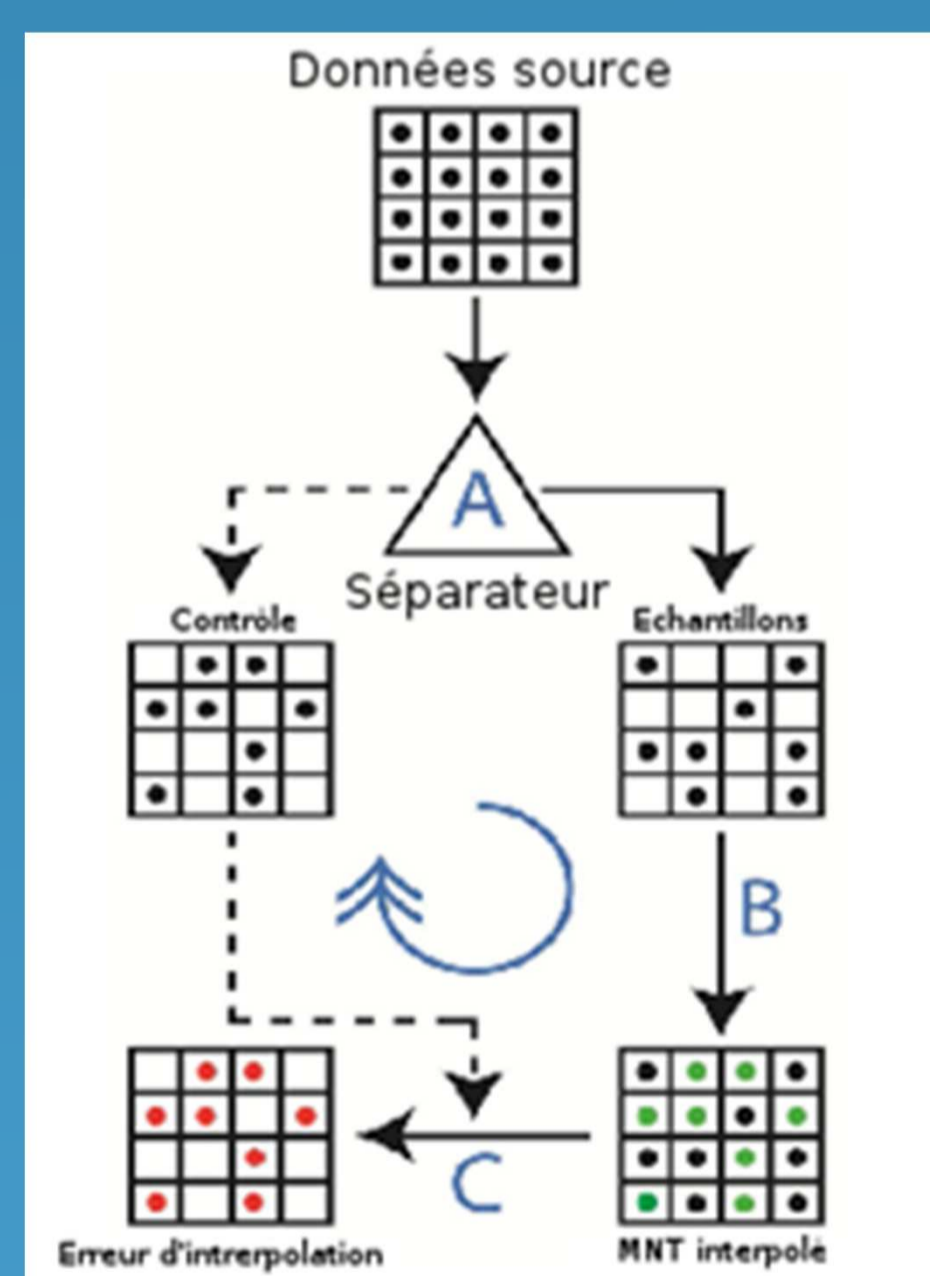 Données source
A
Séparateur
Contrôle
Echantillons
B
C
Erreur d'intrerpolation
MNT interpolé